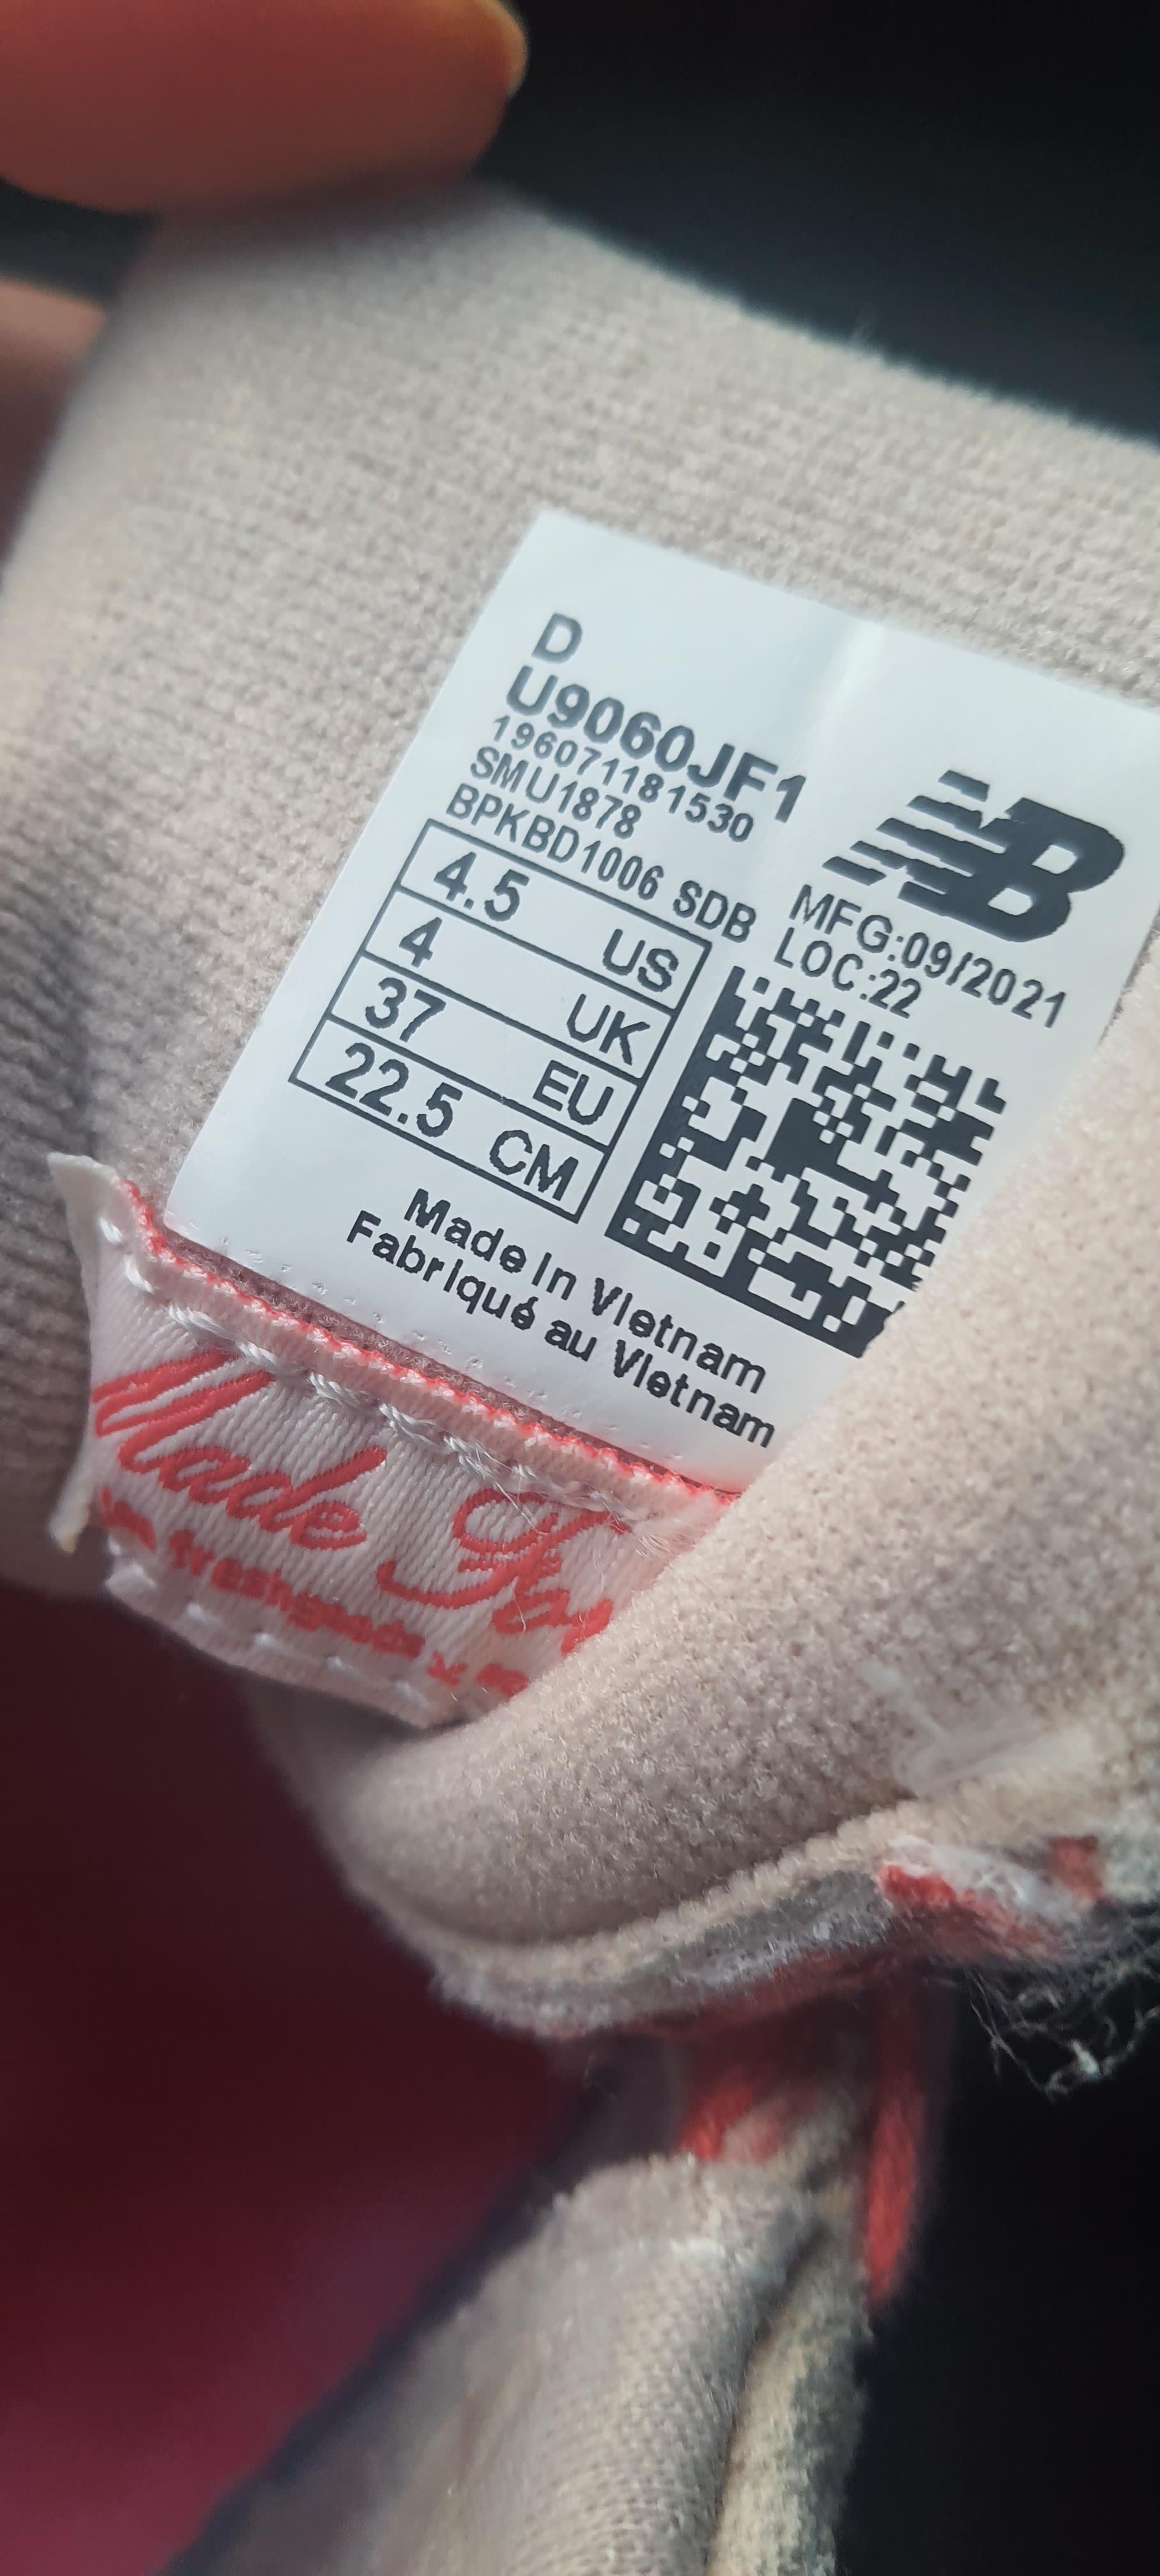 D
U9060JF1
196071181530
SMU1878
BPKBD1006 SDB
NB
MFG:09/2021
LOC:22
4.5 US
4 UK
37 EU
22.5 CM
Made in Vietnam
Fabriqué au Vietnam
Made